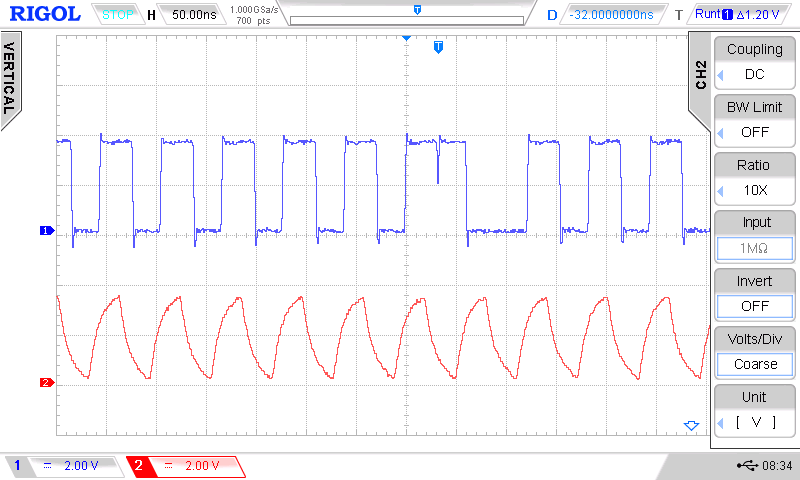 RIGOL STOP H 50.00ns 1.000GSa/s 700 pts T D -32.0000000ns T Runt 1 Δ1.20 V
T
VERTICAL
CH2
Coupling
DC
BW Limit
OFF
Ratio
10X
Input
1MΩ
Invert
OFF
Volts/Div
Coarse
Unit
[ V ]
1
2
1 2.00 V 2 2.00 V 08:34